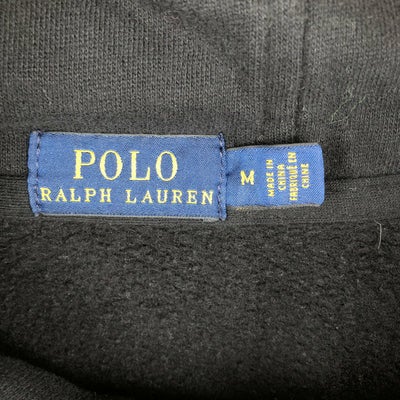 POLO
RALPH LAUREN
M
MADE IN
CHINA
FABRIQUÉ EN
CHINE